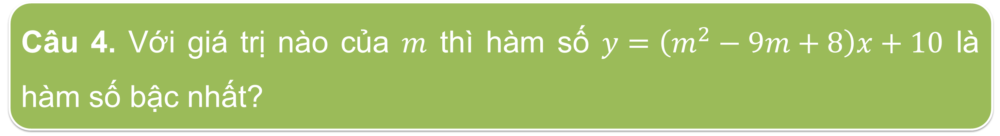 Câu 4. Với giá trị nào của m thì hàm số y = (m² − 9m + 8)x + 10 là
hàm số bậc nhất?